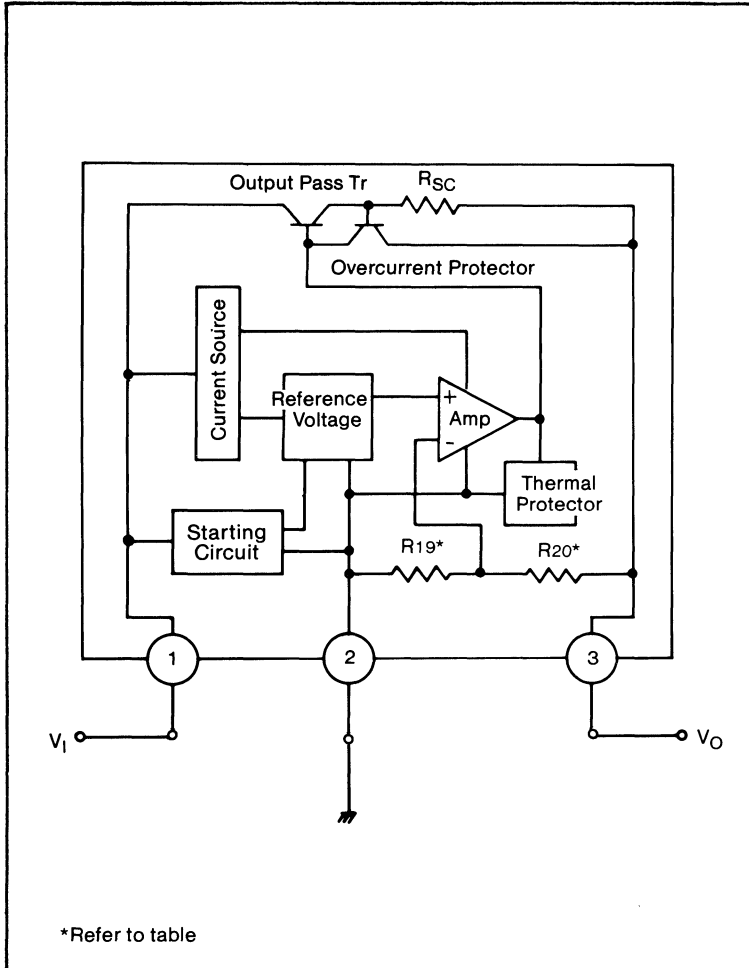 Output Pass Tr
RSC
Overcurrent Protector
Current Source
Reference
Voltage
+
Amp
-
Thermal
Protector
Starting
Circuit
R19*
R20*
1
2
3
VI
VO
*Refer to table